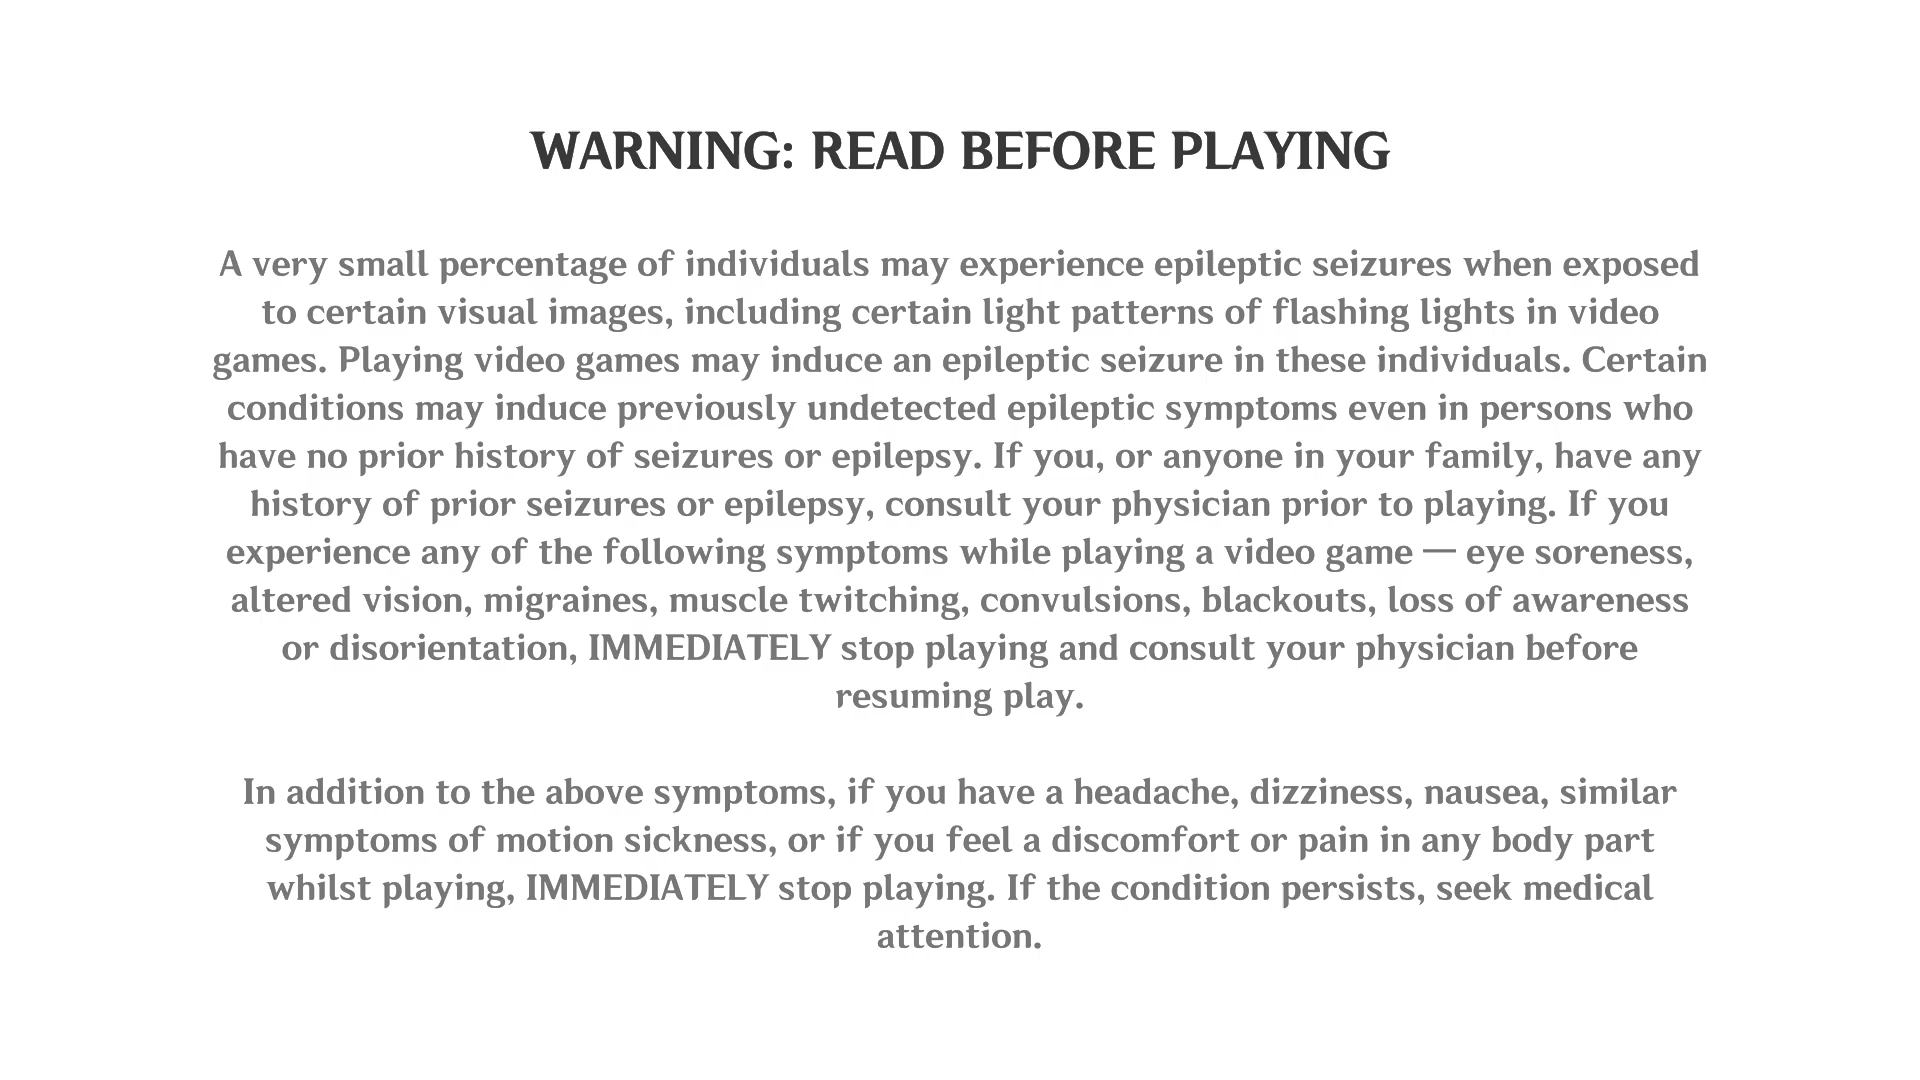 WARNING: READ BEFORE PLAYING
A very small percentage of individuals may experience epileptic seizures when exposed
to certain visual images, including certain light patterns of flashing lights in video
games. Playing video games may induce an epileptic seizure in these individuals. Certain
conditions may induce previously undetected epileptic symptoms even in persons who
have no prior history of seizures or epilepsy. If you, or anyone in your family, have any
history of prior seizures or epilepsy, consult your physician prior to playing. If you
experience any of the following symptoms while playing a video game — eye soreness,
altered vision, migraines, muscle twitching, convulsions, blackouts, loss of awareness
or disorientation, IMMEDIATELY stop playing and consult your physician before
resuming play.
In addition to the above symptoms, if you have a headache, dizziness, nausea, similar
symptoms of motion sickness, or if you feel a discomfort or pain in any body part
whilst playing, IMMEDIATELY stop playing. If the condition persists, seek medical
attention.